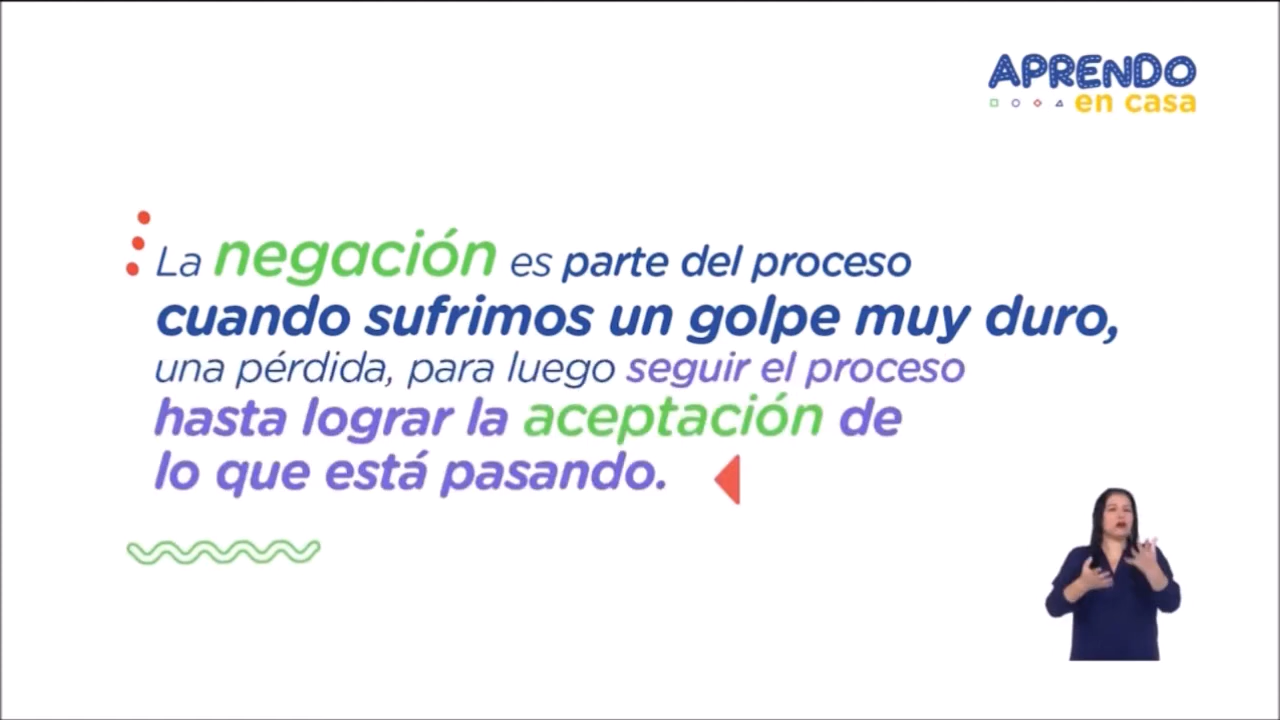 APRENDO
en casa
La negación es parte del proceso
cuando sufrimos un golpe muy duro,
una pérdida, para luego seguir el proceso
hasta lograr la aceptación de
lo que está pasando.